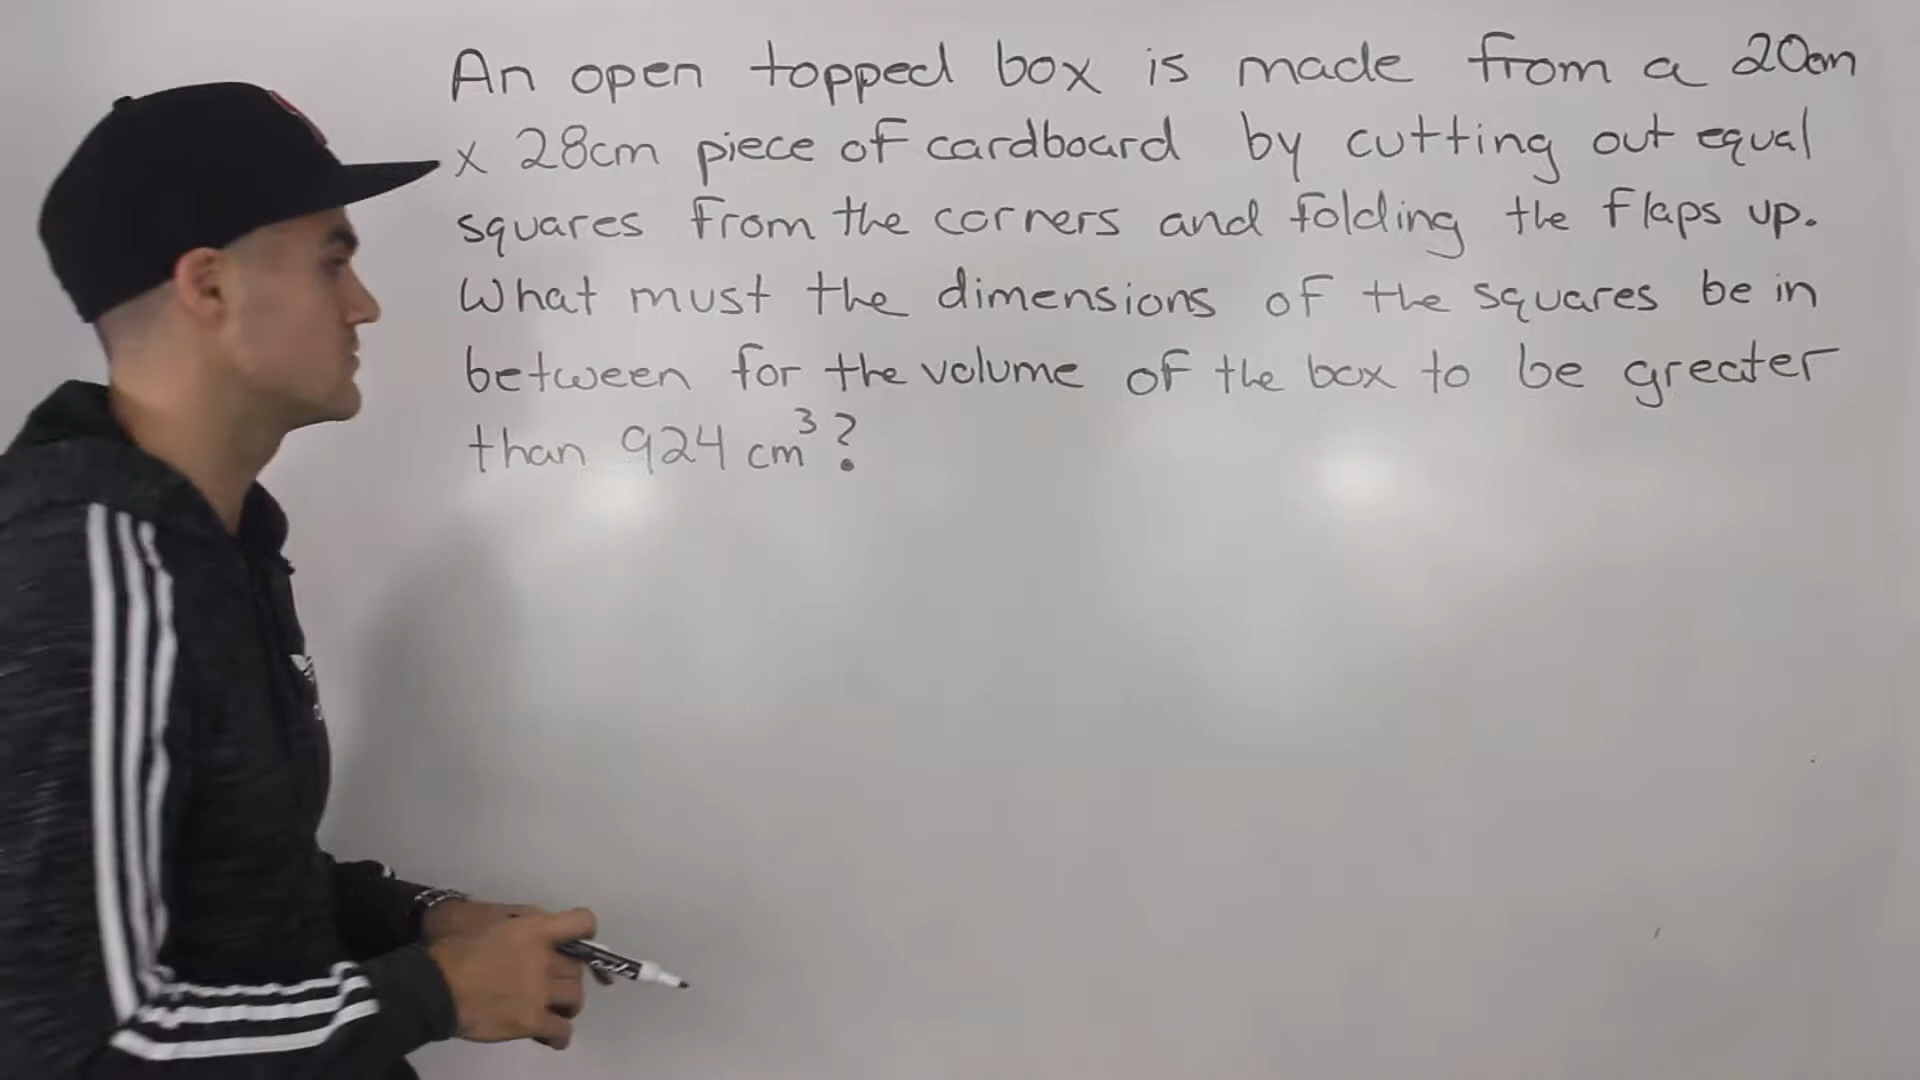 An open topped box is made from a 20cm
x 28cm piece of cardboard by cutting out equal
squares from the corners and folding the flaps up.
What must the dimensions of the squares be in
between for the volume of the box to be greater
than 924 cm³?